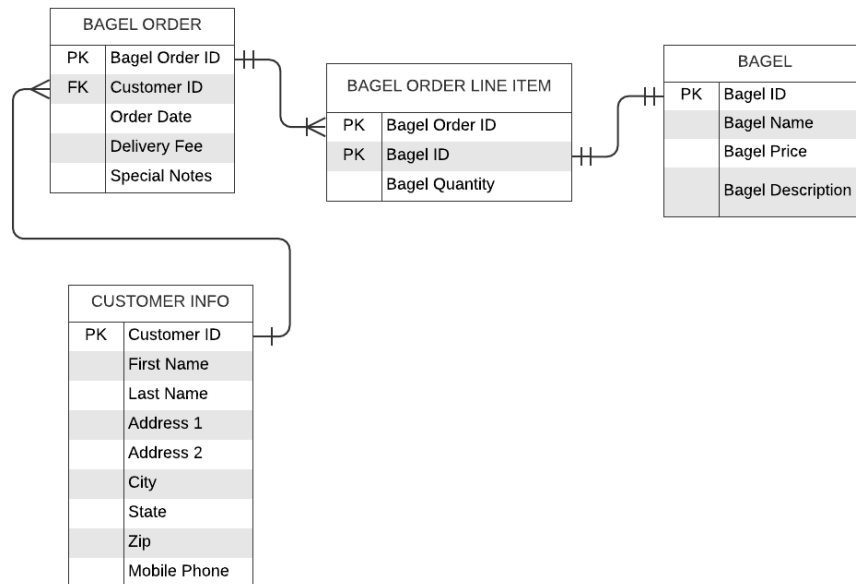 BAGEL ORDER
PK Bagel Order ID
FK Customer ID
Order Date
Delivery Fee
Special Notes
BAGEL ORDER LINE ITEM
PK Bagel Order ID
PK Bagel ID
Bagel Quantity
BAGEL
PK Bagel ID
Bagel Name
Bagel Price
Bagel Description
CUSTOMER INFO
PK Customer ID
First Name
Last Name
Address 1
Address 2
City
State
Zip
Mobile Phone